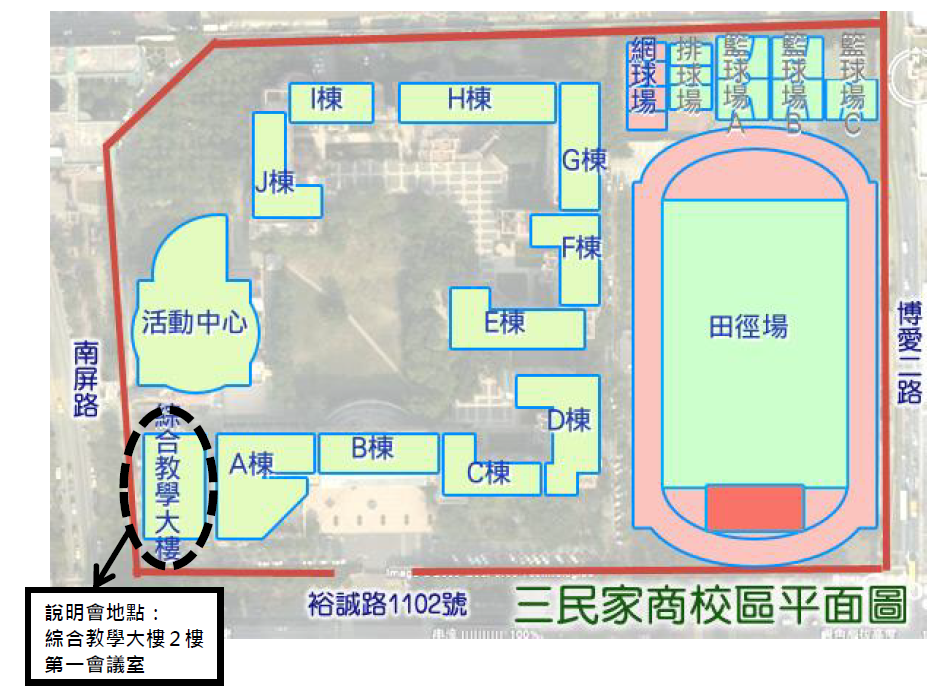 網球場
排球場
籃球場A
籃球場B
籃球場C
I棟
H棟
J棟
G棟
F棟
活動中心
E棟
田徑場
南屏路
博愛二路
綜合教學大樓
A棟
B棟
C棟
D棟
裕誠路1102號
三民家商校區平面圖
說明會地點：
綜合教學大樓２樓
第一會議室